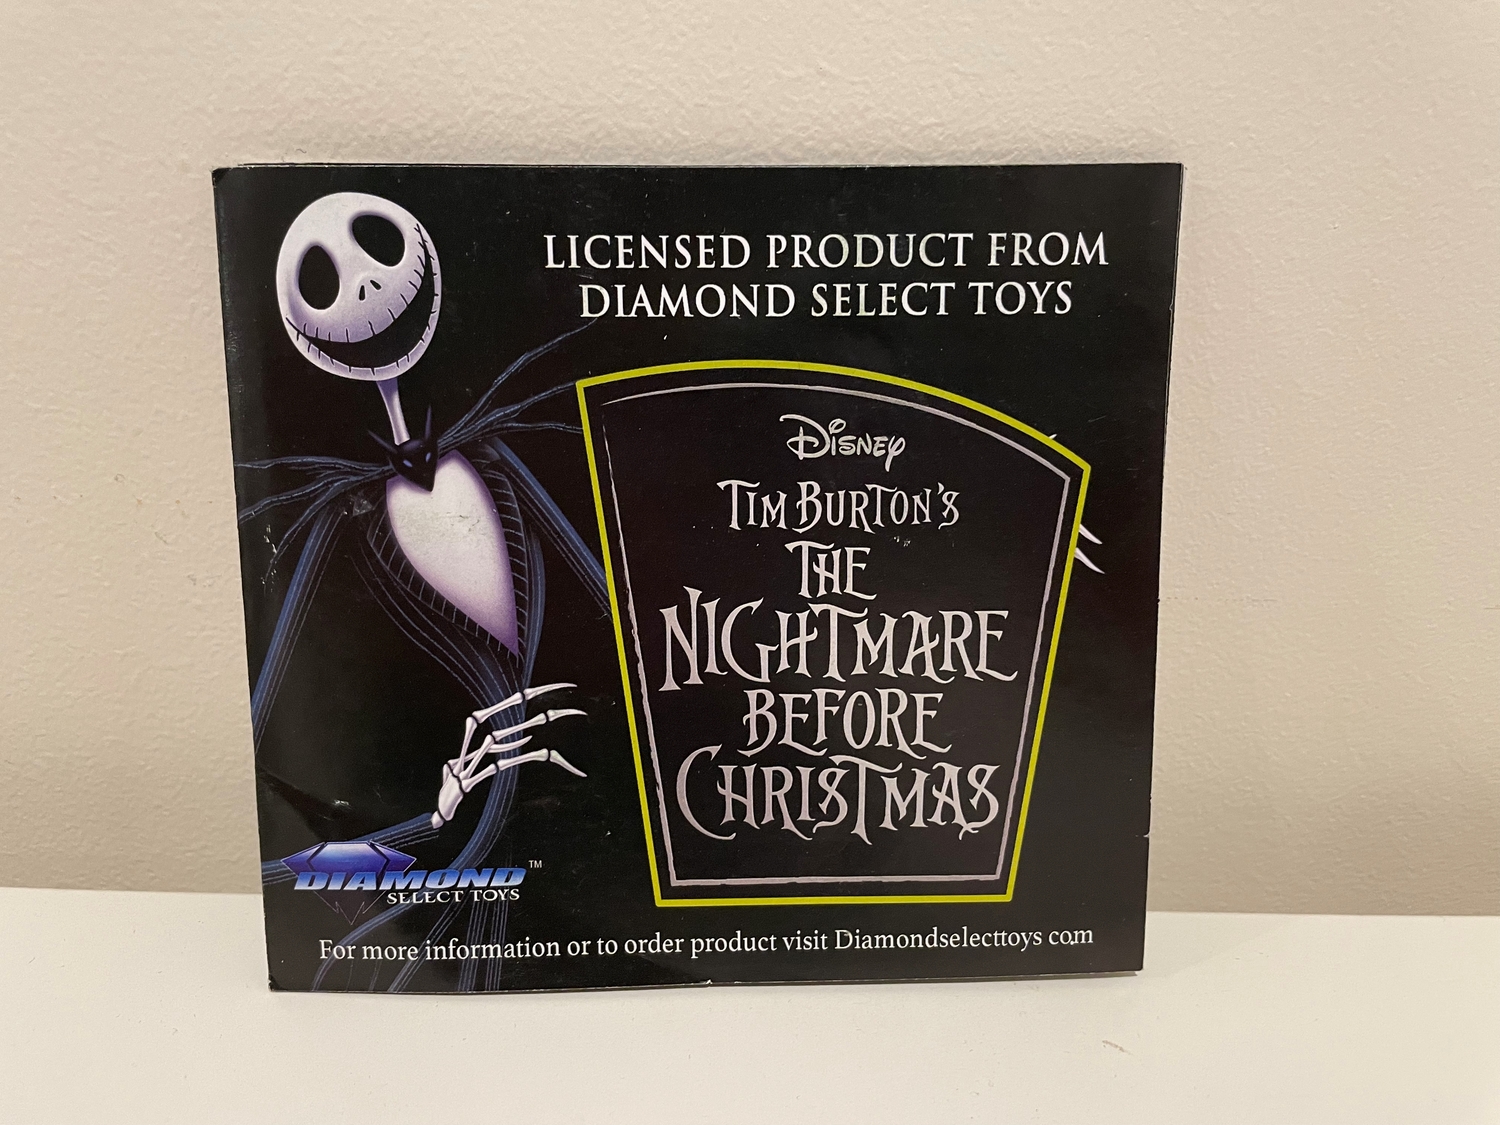 LICENSED PRODUCT FROM
DIAMOND SELECT TOYS
DISNEY
TIM BURTON'S
THE
NIGHTMARE
BEFORE
CHRISTMAS
DIAMOND™
SELECT TOYS
For more information or to order product visit Diamondselecttoys.com